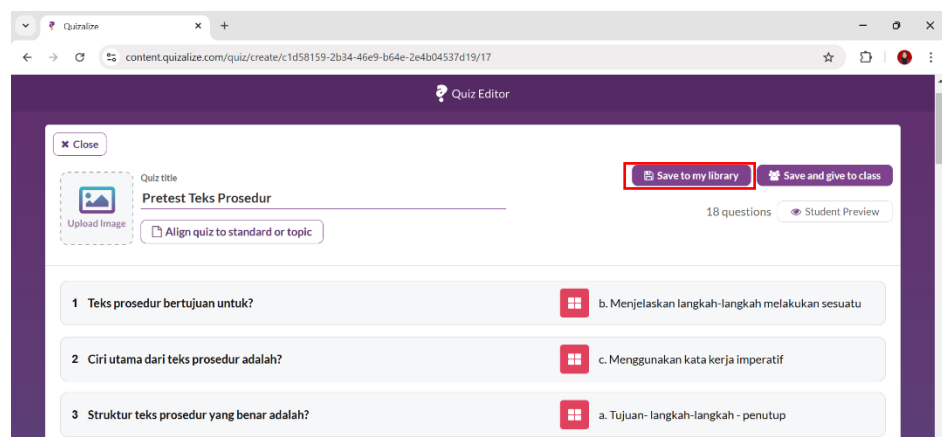 Quizalize
content.quizalize.com/quiz/create/c1d58159-2b34-46e9-b64e-2e4b04537d19/17
Quiz Editor
Close
Quiz title
Pretest Teks Prosedur
Save to my library
Save and give to class
Upload Image
18 questions
Student Preview
Align quiz to standard or topic
1 Teks prosedur bertujuan untuk?
b. Menjelaskan langkah-langkah melakukan sesuatu
2 Ciri utama dari teks prosedur adalah?
c. Menggunakan kata kerja imperatif
3 Struktur teks prosedur yang benar adalah?
a. Tujuan- langkah-langkah - penutup